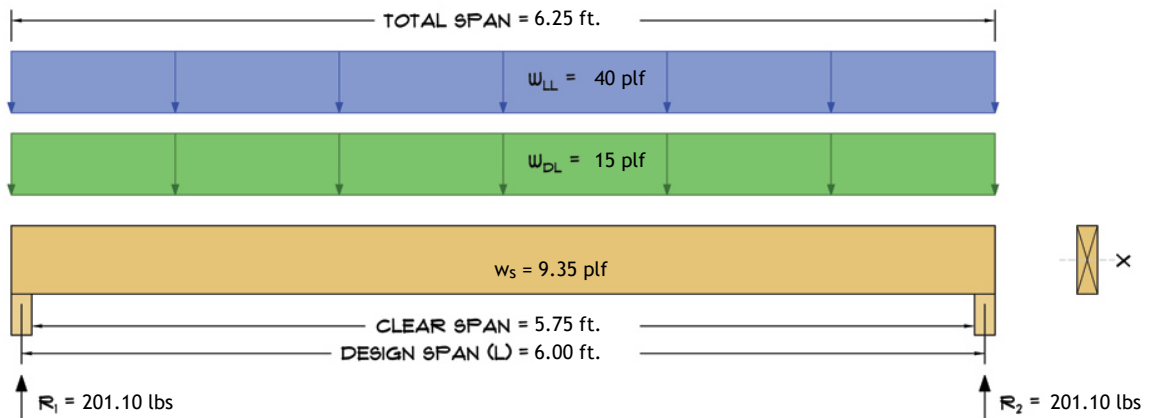 TOTAL SPAN = 6.25 ft.
wLL = 40 plf
wDL = 15 plf
ws = 9.35 plf
X
CLEAR SPAN = 5.75 ft.
DESIGN SPAN (L) = 6.00 ft.
R1 = 201.10 lbs
R2 = 201.10 lbs